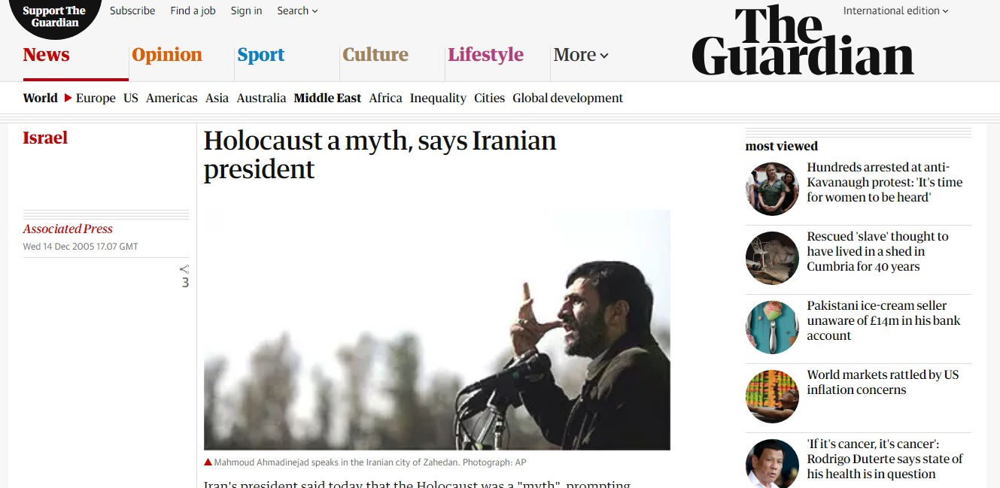 Support The
Guardian
Subscribe
Find a job
Sign in
Search
International edition
The
Guardian
News
Opinion
Sport
Culture
Lifestyle
More
World
Europe
US
Americas
Asia
Australia
Middle East
Africa
Inequality
Cities
Global development
Israel
Associated Press
Wed 14 Dec 2005 17.07 GMT
3
Holocaust a myth, says Iranian
president
Mahmoud Ahmadinejad speaks in the Iranian city of Zahedan. Photograph: AP
Iran's president said today that the Holocaust was a "myth", prompting
most viewed
Hundreds arrested at anti-
Kavanaugh protest: 'It's time
for women to be heard'
Rescued 'slave' thought to
have lived in a shed in
Cumbria for 40 years
Pakistani ice-cream seller
unaware of £14m in his bank
account
World markets rattled by US
inflation concerns
'If it's cancer, it's cancer':
Rodrigo Duterte says state of
his health is in question